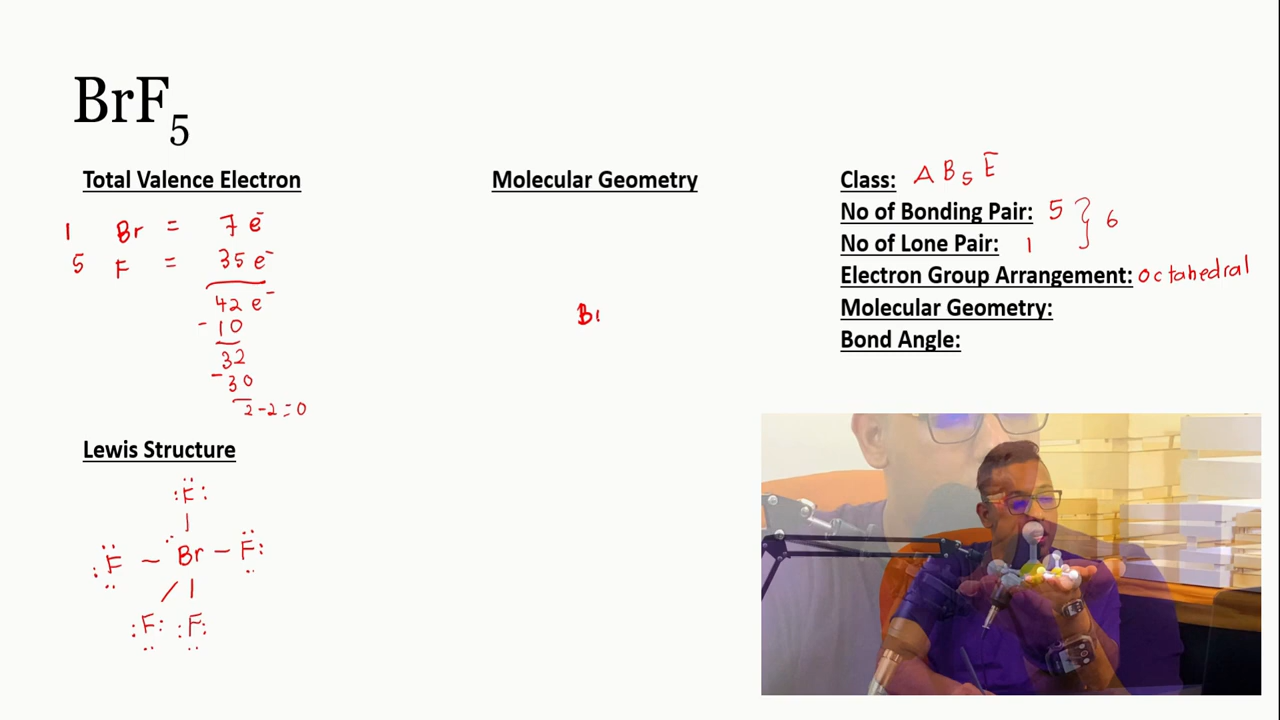 BrF5
Total Valence Electron
1 Br = 7 e-
5 F = 35 e-
42 e-
- 10
32
- 30
2 - 2 = 0
Lewis Structure
:F:
:F - Br - F:
:F: :F:
Molecular Geometry
Br
Class: AB5E
No of Bonding Pair: 5 } 6
No of Lone Pair: 1
Electron Group Arrangement: octahedral
Molecular Geometry:
Bond Angle: